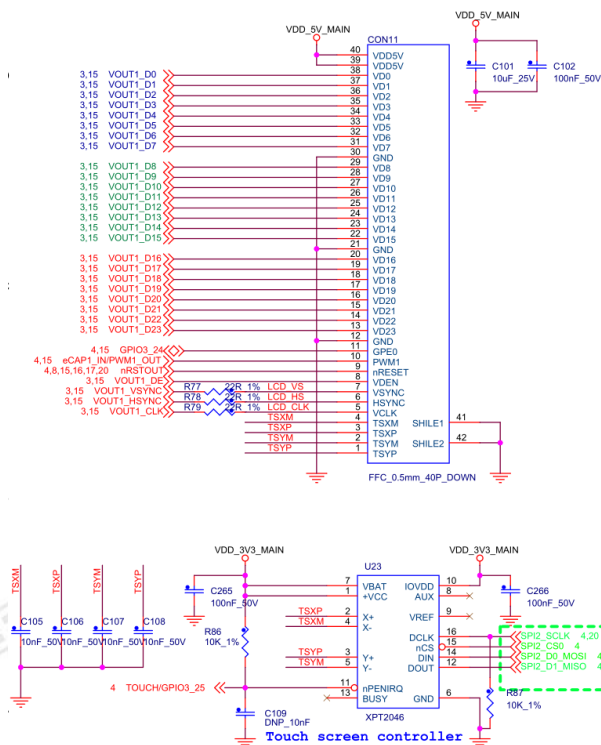 VDD_5V_MAIN
VDD_5V_MAIN
CON11
C101
10uF_25V
C102
100nF_50V
40 VDD5V
39 VDD5V
3,15 VOUT1_D0 38 VD0
3,15 VOUT1_D1 37 VD1
3,15 VOUT1_D2 36 VD2
3,15 VOUT1_D3 35 VD3
3,15 VOUT1_D4 34 VD4
3,15 VOUT1_D5 33 VD5
3,15 VOUT1_D6 32 VD6
3,15 VOUT1_D7 31 VD7
30 GND
3,15 VOUT1_D8 29 VD8
3,15 VOUT1_D9 28 VD9
3,15 VOUT1_D10 27 VD10
3,15 VOUT1_D11 26 VD11
3,15 VOUT1_D12 25 VD12
3,15 VOUT1_D13 24 VD13
3,15 VOUT1_D14 23 VD14
3,15 VOUT1_D15 22 VD15
21 GND
3,15 VOUT1_D16 20 VD16
3,15 VOUT1_D17 19 VD17
3,15 VOUT1_D18 18 VD18
3,15 VOUT1_D19 17 VD19
3,15 VOUT1_D20 16 VD20
3,15 VOUT1_D21 15 VD21
3,15 VOUT1_D22 14 VD22
3,15 VOUT1_D23 13 VD23
12 GND
4,15 GPIO3_24 11 GPE0
4,15 eCAP1_IN/PWM1_OUT 10 PWM1
4,8,15,16,17,20 nRSTOUT 9 nRESET
3,15 VOUT1_DE 8 VDEN
3,15 VOUT1_VSYNC R77 22R_1% LCD_VS 7 VSYNC
3,15 VOUT1_HSYNC R78 22R_1% LCD_HS 6 HSYNC
3,15 VOUT1_CLK R79 22R_1% LCD_CLK 5 VCLK
TSXM 4 TSXM SHILE1 41
TSXP 3 TSXP
TSYM 2 TSYM SHILE2 42
TSYP 1 TSYP
FFC_0.5mm_40P_DOWN
VDD_3V3_MAIN
VDD_3V3_MAIN
U23
TSXM
TSXP
TSYM
TSYP
C105
10nF_50V
C106
10nF_50V
C107
10nF_50V
C108
10nF_50V
C265
100nF_50V
R86
10K_1%
7 VBAT IOVDD 10
1 +VCC AUX 8
TSXP 2 X+ VREF 9
TSXM 4 X-
DCLK 16 SPI2_SCLK 4,20
nCS 15 SPI2_CS0 4
TSYP 3 Y+ DIN 14 SPI2_D0_MOSI 4
TSYM 5 Y- DOUT 12 SPI2_D1_MISO 4
4 TOUCH/GPIO3_25 11 nPENIRQ
13 BUSY GND 6
C266
100nF_50V
R87
10K_1%
C109
DNP_10nF
XPT2046
Touch screen controller